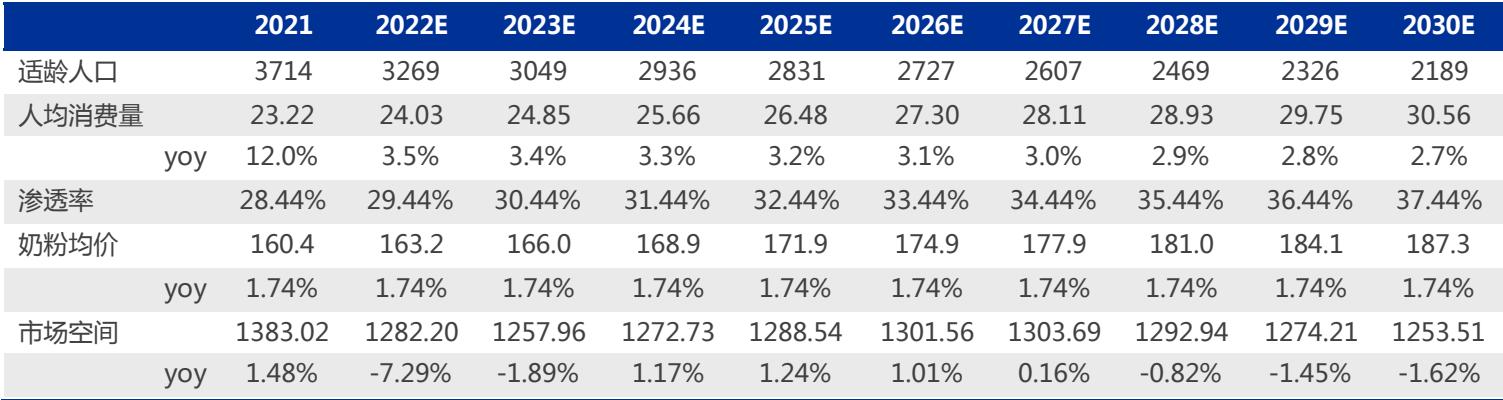 2021 2022E 2023E 2024E 2025E 2026E 2027E 2028E 2029E 2030E
适龄人口 3714 3269 3049 2936 2831 2727 2607 2469 2326 2189
人均消费量 23.22 24.03 24.85 25.66 26.48 27.30 28.11 28.93 29.75 30.56
yoy 12.0% 3.5% 3.4% 3.3% 3.2% 3.1% 3.0% 2.9% 2.8% 2.7%
渗透率 28.44% 29.44% 30.44% 31.44% 32.44% 33.44% 34.44% 35.44% 36.44% 37.44%
奶粉均价 160.4 163.2 166.0 168.9 171.9 174.9 177.9 181.0 184.1 187.3
yoy 1.74% 1.74% 1.74% 1.74% 1.74% 1.74% 1.74% 1.74% 1.74% 1.74%
市场空间 1383.02 1282.20 1257.96 1272.73 1288.54 1301.56 1303.69 1292.94 1274.21 1253.51
yoy 1.48% -7.29% -1.89% 1.17% 1.24% 1.01% 0.16% -0.82% -1.45% -1.62%